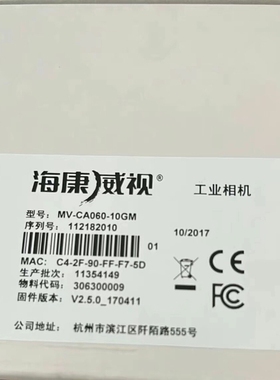 海康威视 工业相机
型号: MV-CA060-10GM
序列号: 112182010 10/2017
01
MAC: C4-2F-90-FF-F7-5D
生产批次: 11354149
物料代码: 306300009
固件版本: V2.5.0_170411
公司地址: 杭州市滨江区阡陌路555号
CE FC